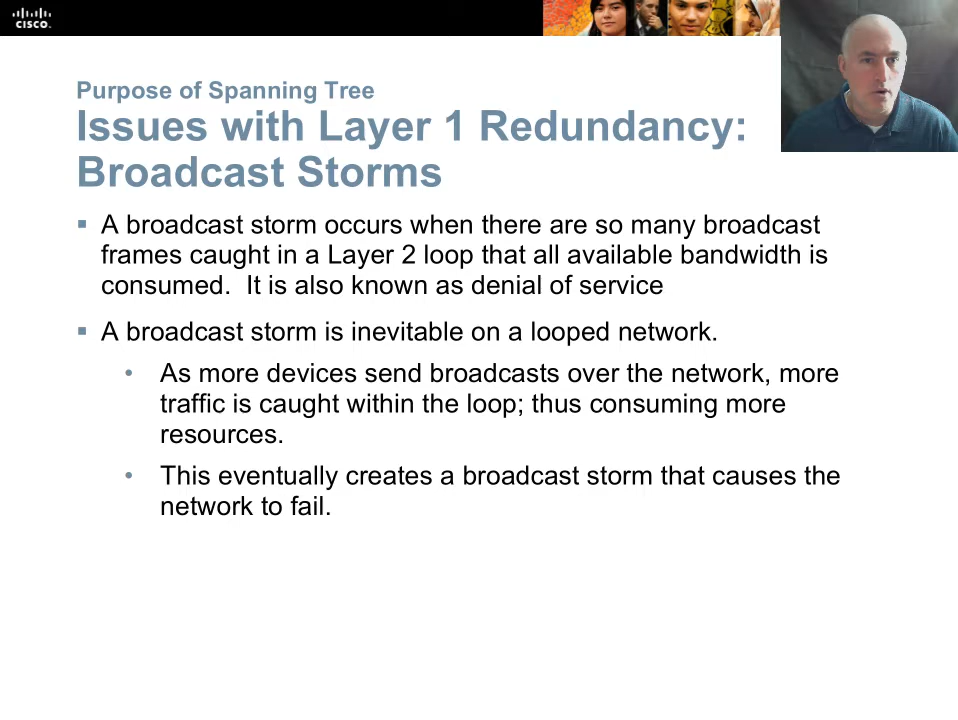 CISCO
Purpose of Spanning Tree
Issues with Layer 1 Redundancy:
Broadcast Storms
▪ A broadcast storm occurs when there are so many broadcast
frames caught in a Layer 2 loop that all available bandwidth is
consumed.  It is also known as denial of service
▪ A broadcast storm is inevitable on a looped network.
• As more devices send broadcasts over the network, more
traffic is caught within the loop; thus consuming more
resources.
• This eventually creates a broadcast storm that causes the
network to fail.